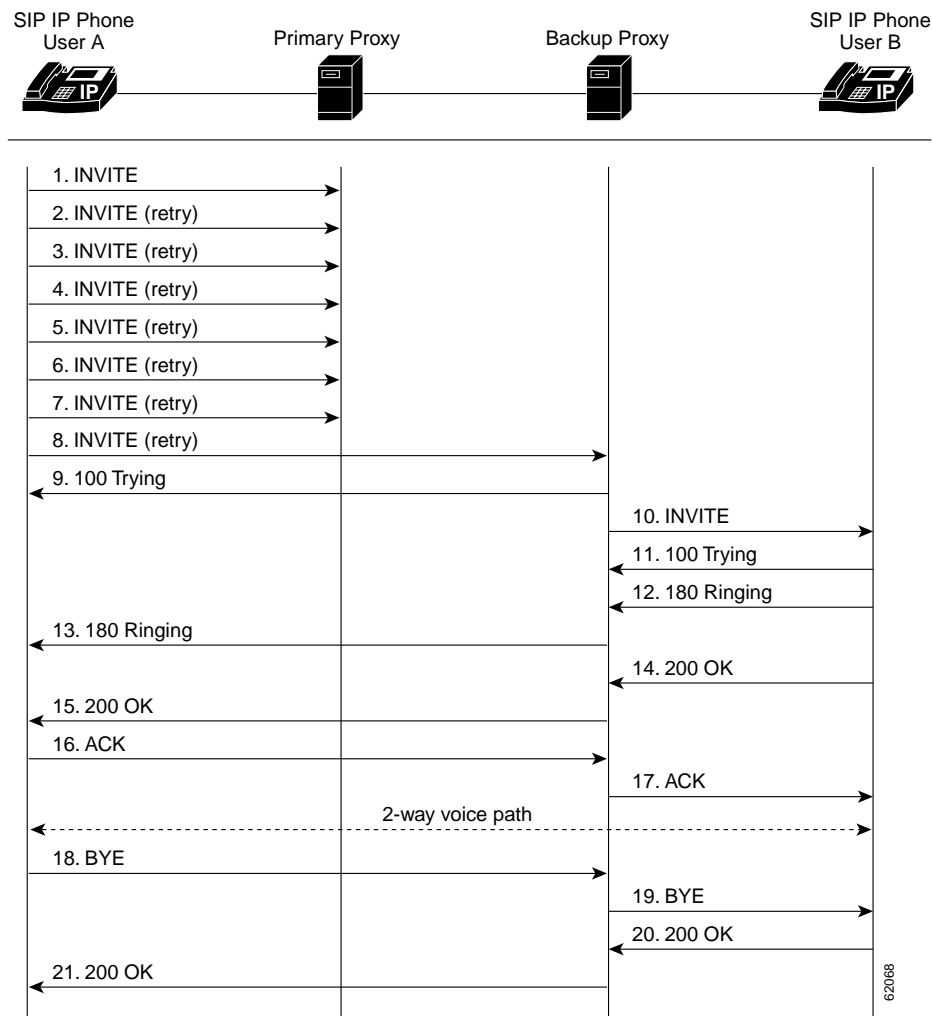 SIP IP Phone
User A
Primary Proxy
Backup Proxy
SIP IP Phone
User B
IP
IP
1. INVITE
2. INVITE (retry)
3. INVITE (retry)
4. INVITE (retry)
5. INVITE (retry)
6. INVITE (retry)
7. INVITE (retry)
8. INVITE (retry)
9. 100 Trying
10. INVITE
11. 100 Trying
12. 180 Ringing
13. 180 Ringing
14. 200 OK
15. 200 OK
16. ACK
17. ACK
2-way voice path
18. BYE
19. BYE
20. 200 OK
21. 200 OK
62068